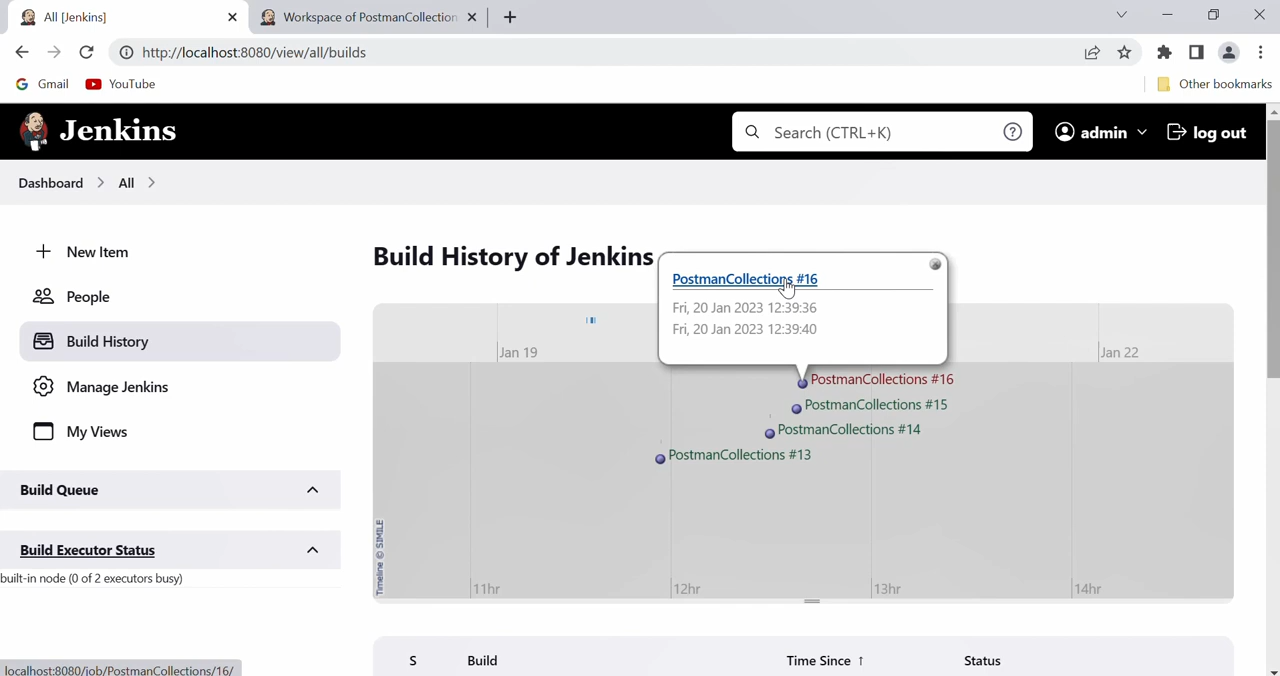 All [Jenkins]
Workspace of PostmanCollection
http://localhost:8080/view/all/builds
Gmail
YouTube
Other bookmarks
Jenkins
Search (CTRL+K)
admin
log out
Dashboard
All
New Item
People
Build History
Manage Jenkins
My Views
Build Queue
Build Executor Status
built-in node (0 of 2 executors busy)
Build History of Jenkins
PostmanCollections #16
Fri, 20 Jan 2023 12:39:36
Fri, 20 Jan 2023 12:39:40
Jan 19
Jan 22
PostmanCollections #16
PostmanCollections #15
PostmanCollections #14
PostmanCollections #13
Timeline © SIMILE
11hr
12hr
13hr
14hr
S
Build
Time Since ↑
Status
localhost:8080/job/PostmanCollections/16/